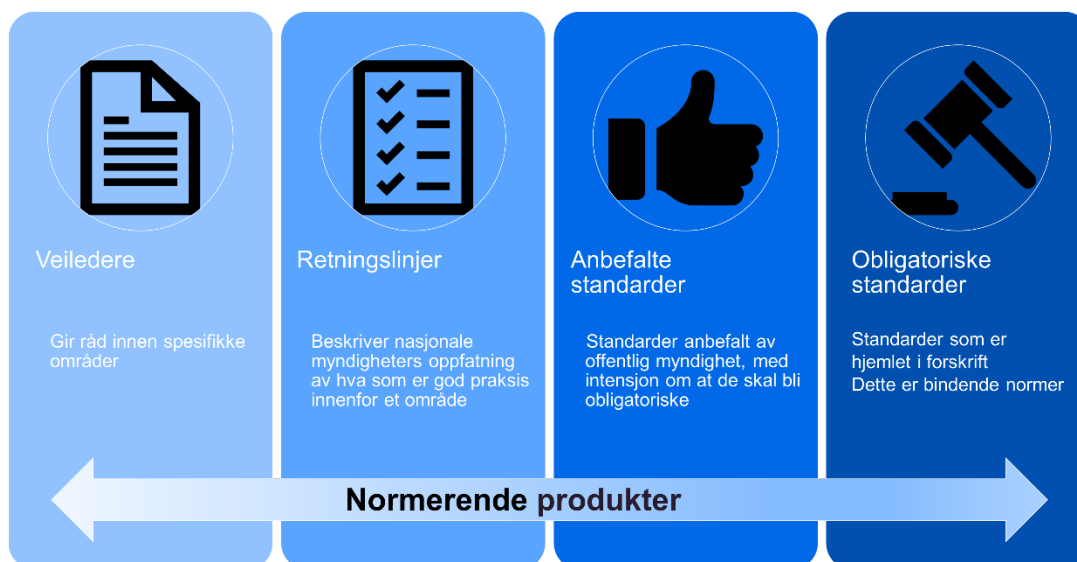 Veiledere
Gir råd innen spesifikke
områder
Retningslinjer
Beskriver nasjonale
myndigheters oppfatning
av hva som er god praksis
innenfor et område
Anbefalte
standarder
Standarder anbefalt av
offentlig myndighet, med
intensjon om at de skal bli
obligatoriske
Obligatoriske
standarder
Standarder som er
hjemlet i forskrift
Dette er bindende normer
Normerende produkter